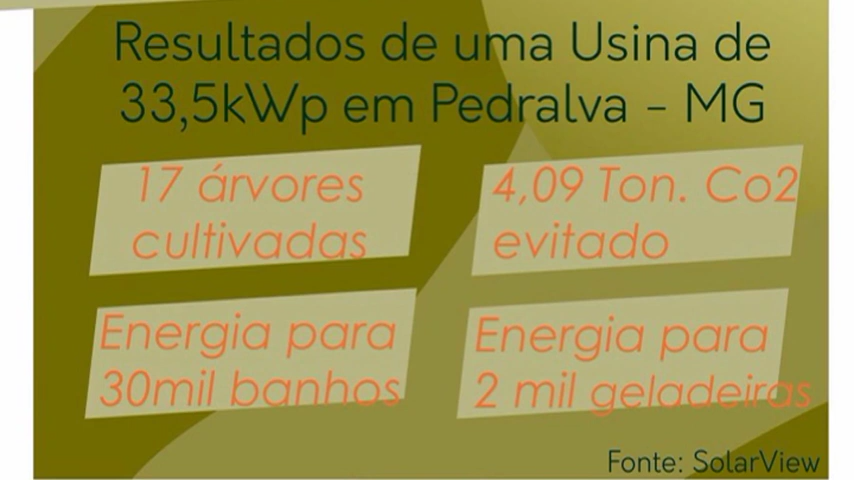 Resultados de uma Usina de
33,5kWp em Pedralva - MG
17 árvores
cultivadas
4,09 Ton. Co2
evitado
Energia para
30mil banhos
Energia para
2 mil geladeiras
Fonte: SolarView